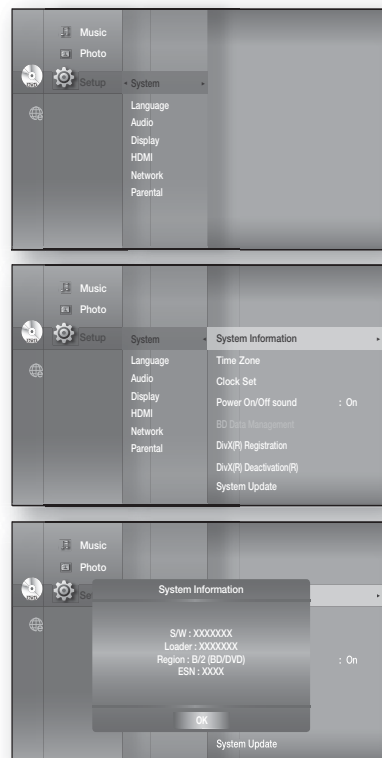 Music
Photo
Setup • System ▸
Language
Audio
Display
HDMI
Network
Parental
Music
Photo
Setup System ◂ System Information ▸
Language Time Zone
Audio Clock Set
Display Power On/Off sound : On
HDMI BD Data Management
Network DivX(R) Registration
Parental DivX(R) Deactivation(R)
System Update
Music
Photo
Se
System Information
S/W : XXXXXXX
Loader : XXXXXXX
Region : B/2 (BD/DVD)
ESN : XXXX
: On
OK
System Update